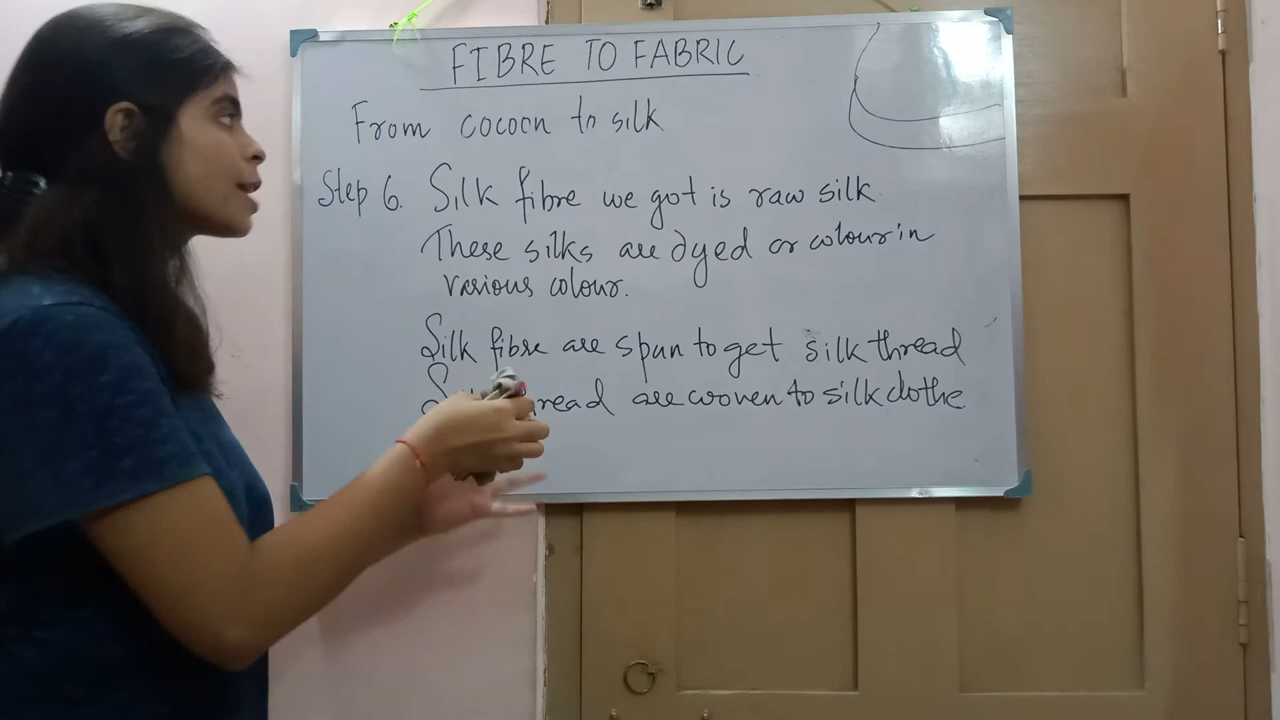 FIBRE TO FABRIC
From cocoon to silk
Step 6. Silk fibre we got is raw silk.
These silks are dyed or colour in
various colour.
Silk fibre are spun to get silk thread
are woven to silk clothe